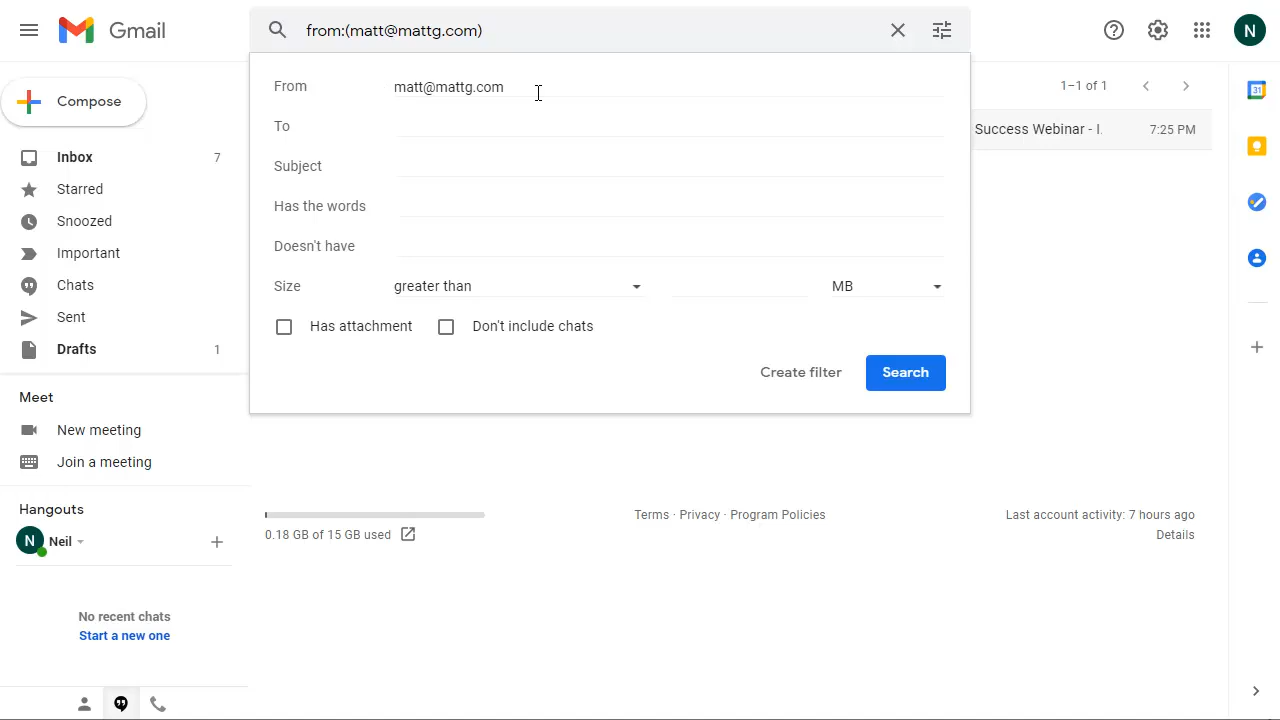 Gmail
from:(matt@mattg.com)
N
Compose
Inbox 7
Starred
Snoozed
Important
Chats
Sent
Drafts 1
Meet
New meeting
Join a meeting
Hangouts
N Neil
No recent chats
Start a new one
From matt@mattg.com
To
Subject
Has the words
Doesn't have
Size greater than MB
Has attachment Don't include chats
Create filter Search
1–1 of 1
Success Webinar - I. 7:25 PM
31
0.18 GB of 15 GB used
Terms · Privacy · Program Policies
Last account activity: 7 hours ago
Details